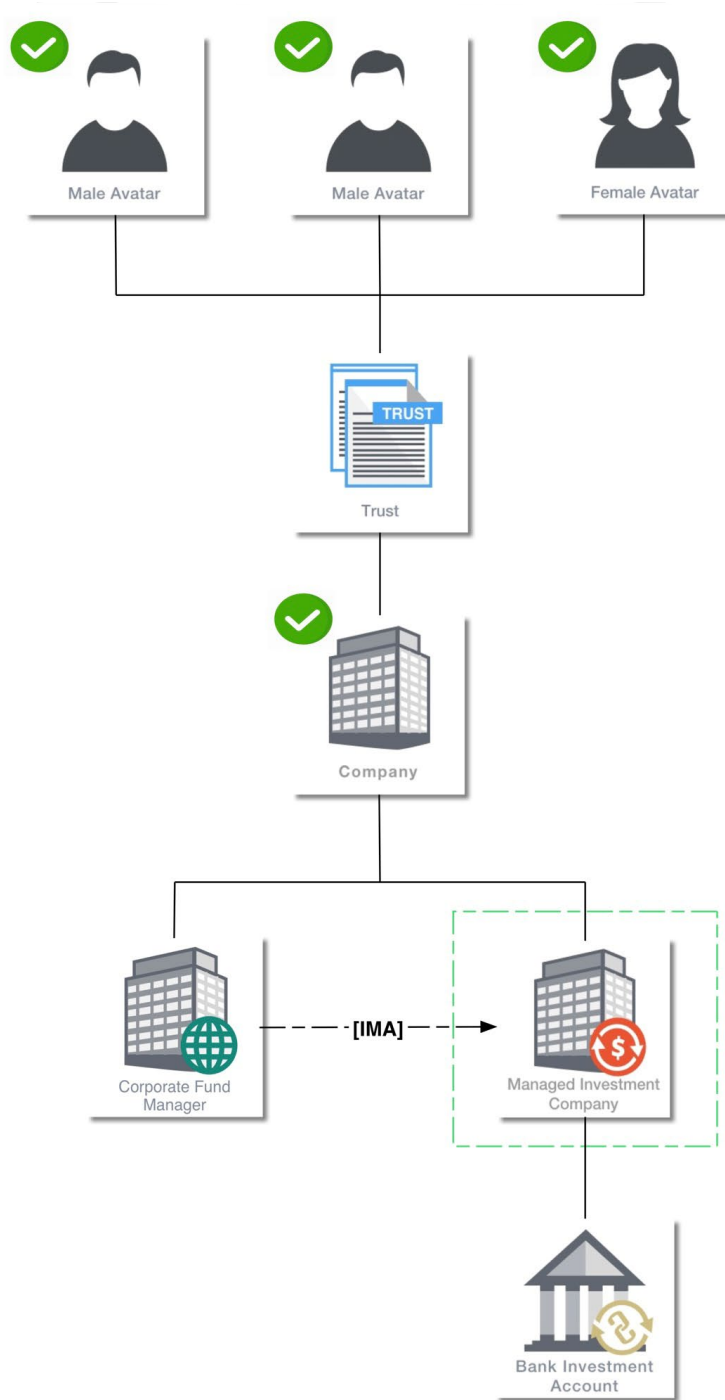 Male Avatar
Male Avatar
Female Avatar
TRUST
Trust
Company
[IMA]
Corporate Fund
Manager
Managed Investment
Company
$
Bank Investment
Account